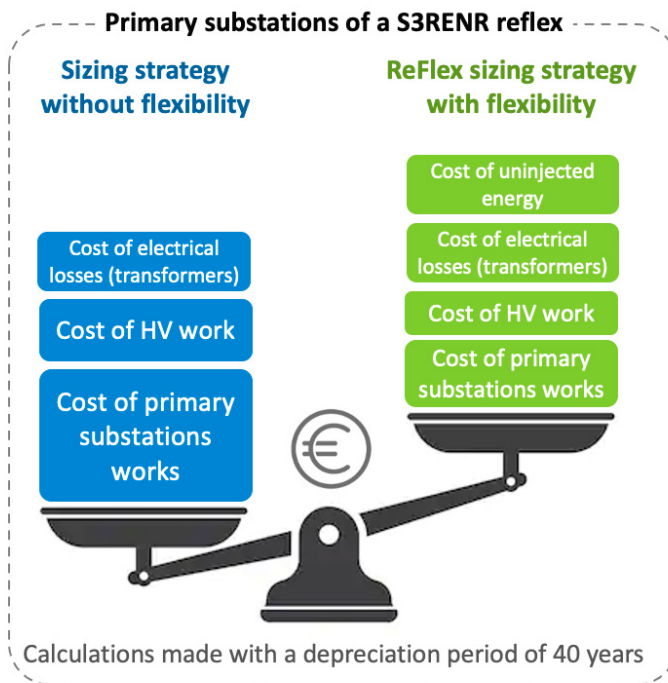 Primary substations of a S3RENR reflex
Sizing strategy
without flexibility
ReFlex sizing strategy
with flexibility
Cost of uninjected
energy
Cost of electrical
losses (transformers)
Cost of HV work
Cost of primary
substations works
Cost of electrical
losses (transformers)
Cost of HV work
Cost of primary
substations
works
€
Calculations made with a depreciation period of 40 years